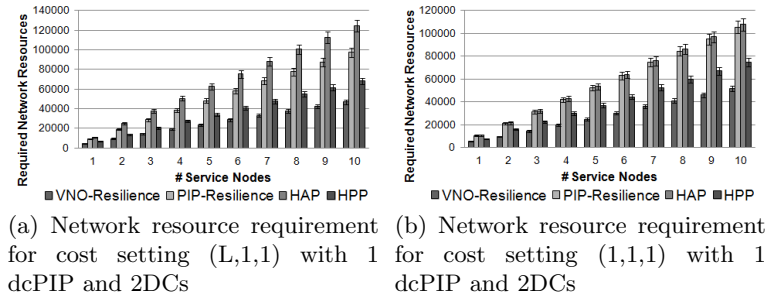 Required Network Resources
140000
120000
100000
80000
60000
40000
20000
0
1 2 3 4 5 6 7 8 9 10
# Service Nodes
VNO-Resilience PIP-Resilience HAP HPP
(a) Network resource requirement
for cost setting (L,1,1) with 1
dcPIP and 2DCs
Required Network Resources
120000
100000
80000
60000
40000
20000
0
1 2 3 4 5 6 7 8 9 10
# Service Nodes
VNO-Resilience PIP-Resilience HAP HPP
(b) Network resource requirement
for cost setting (1,1,1) with 1
dcPIP and 2DCs